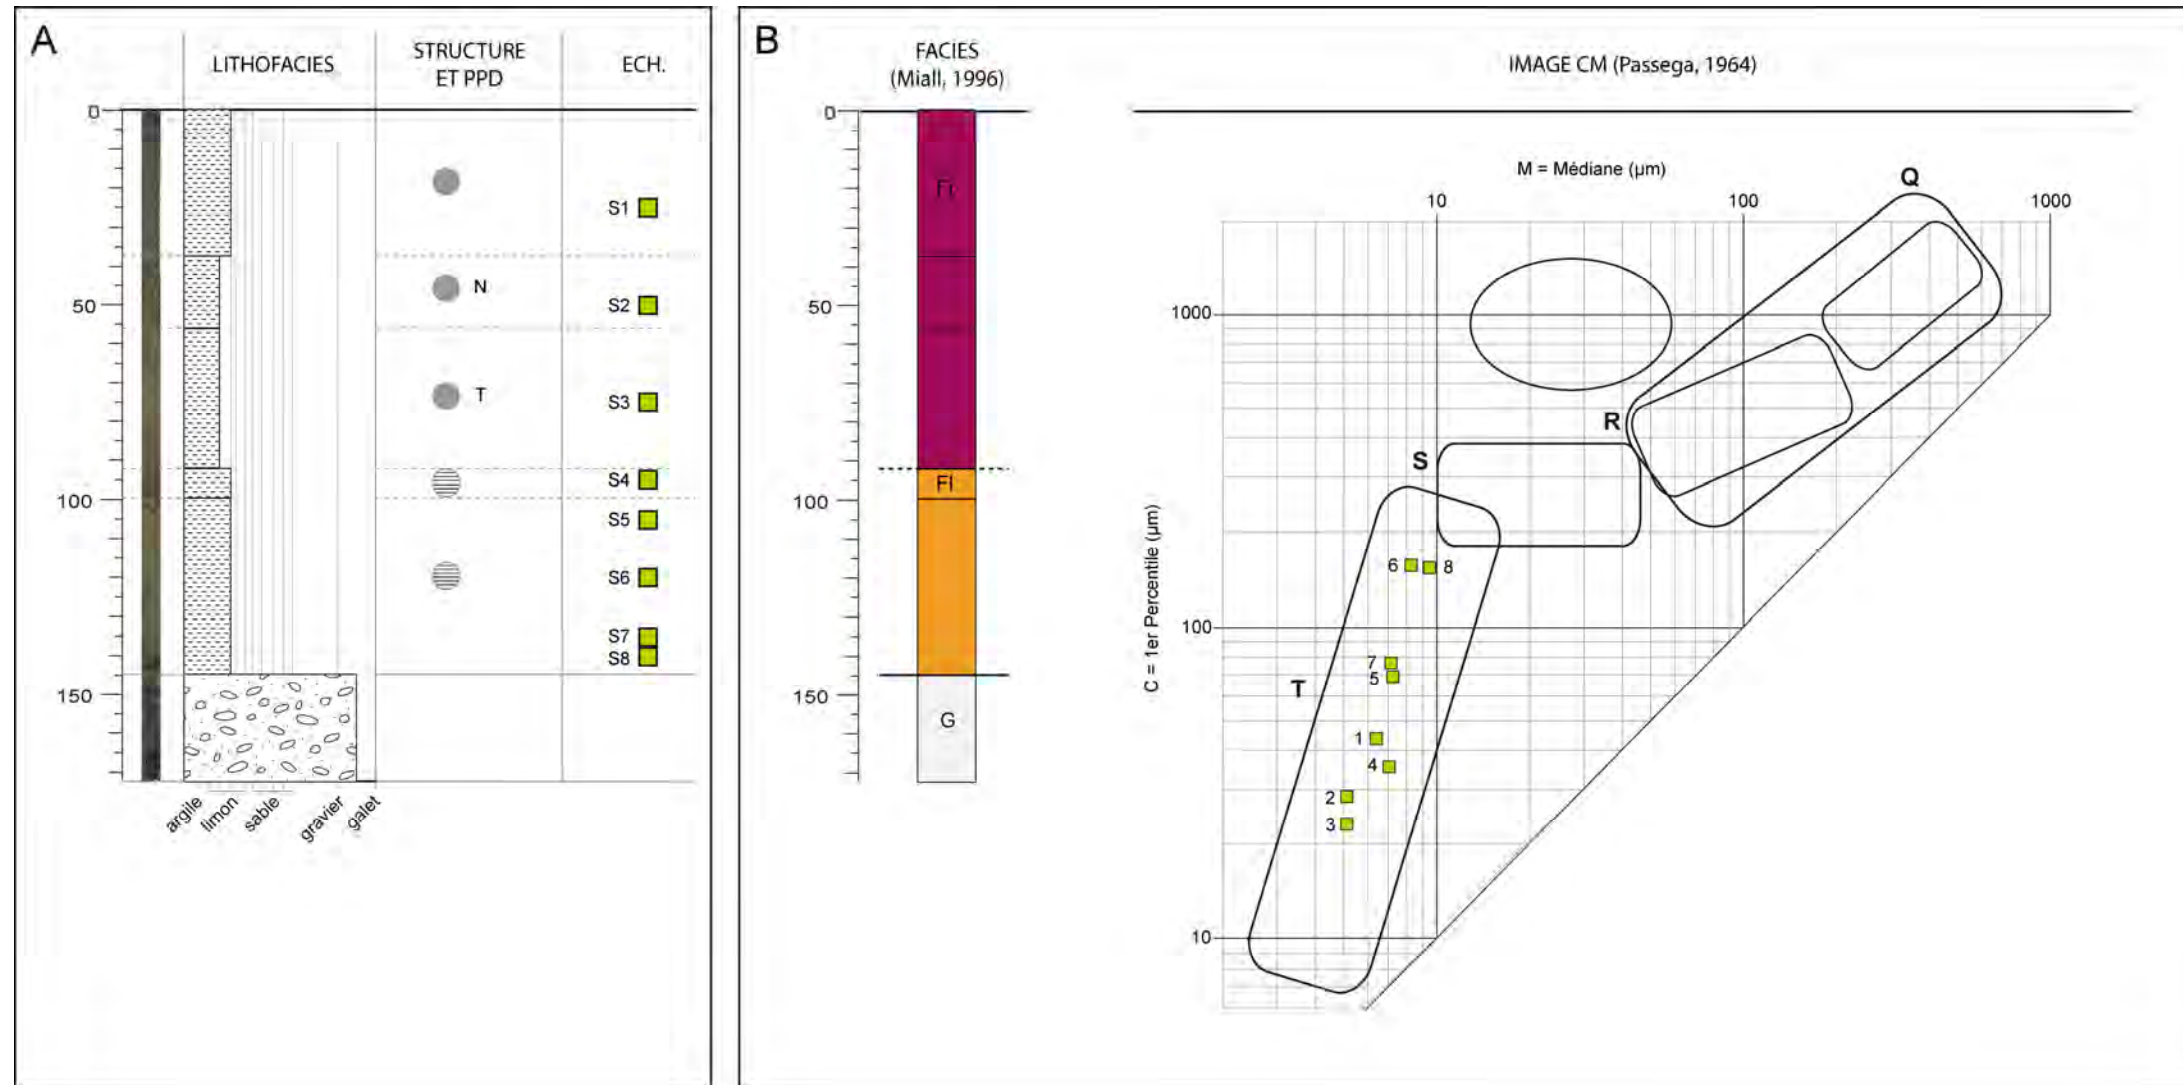 A
LITHOFACIES
STRUCTURE
ET PPD
ECH.
0
50
100
150
N
T
S1
S2
S3
S4
S5
S6
S7
S8
argile
limon
sable
gravier
galet
B
FACIES
(Miall, 1996)
0
50
100
150
Fl
G
IMAGE CM (Passega, 1964)
M = Médiane (µm)
10
100
1000
C = 1er Percentile (µm)
1000
100
10
Q
R
S
T
6
8
7
5
1
4
2
3